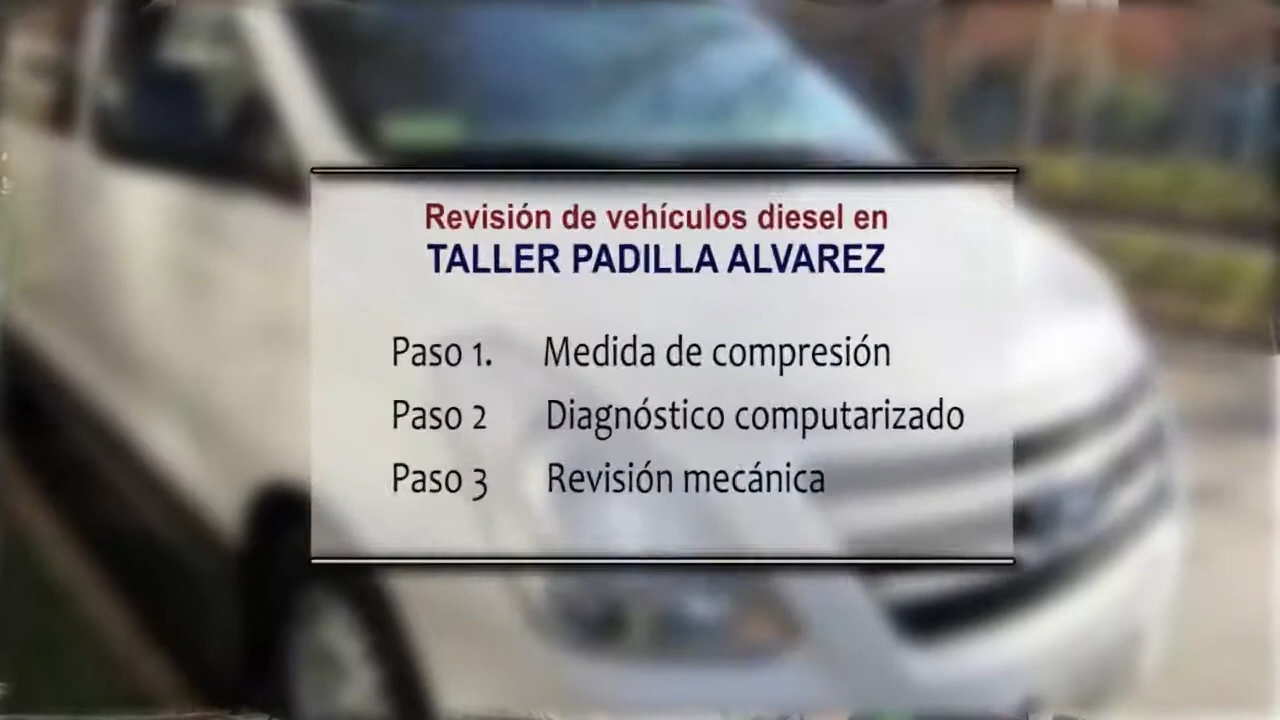 Revisión de vehículos diesel en
TALLER PADILLA ALVAREZ
Paso 1. Medida de compresión
Paso 2 Diagnóstico computarizado
Paso 3 Revisión mecánica